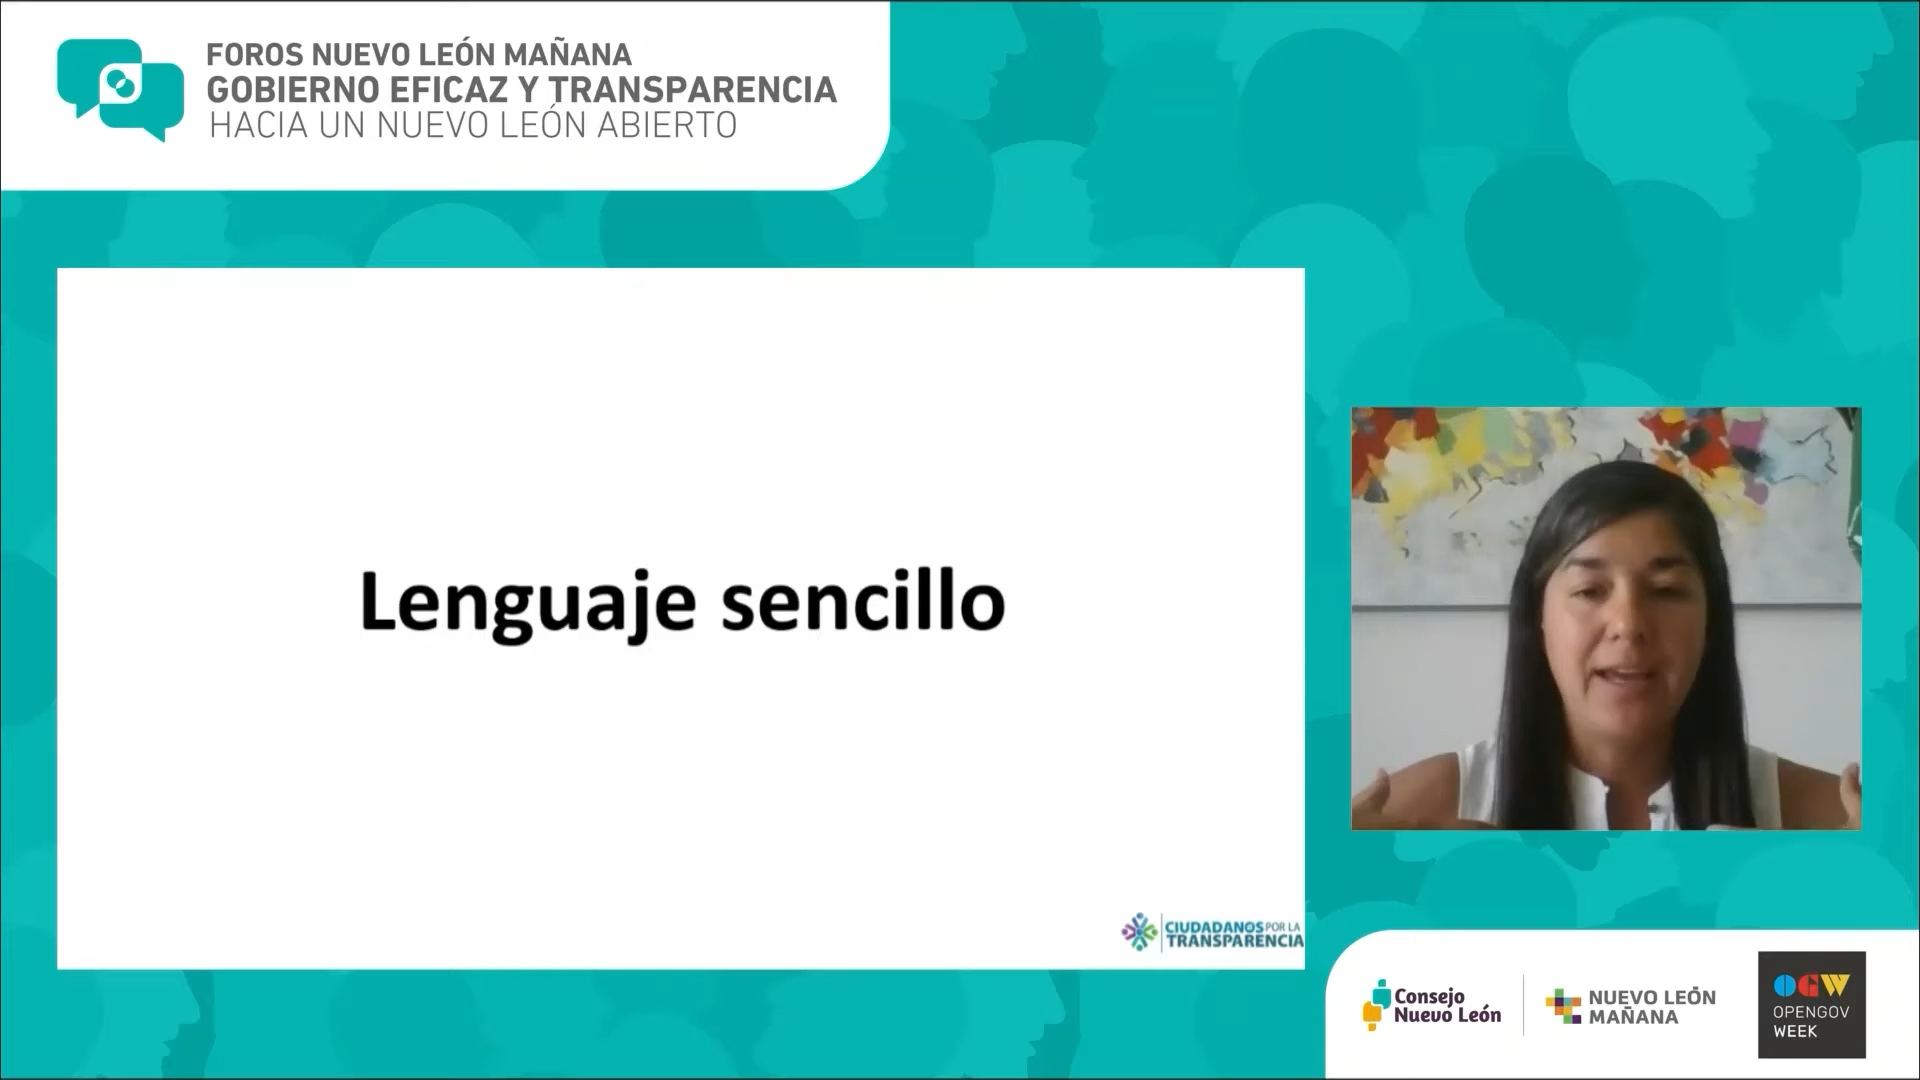 FOROS NUEVO LEÓN MAÑANA
GOBIERNO EFICAZ Y TRANSPARENCIA
HACIA UN NUEVO LEÓN ABIERTO
Lenguaje sencillo
CIUDADANOS POR LA
TRANSPARENCIA
Consejo
Nuevo León
NUEVO LEÓN
MAÑANA
OGW
OPENGOV
WEEK